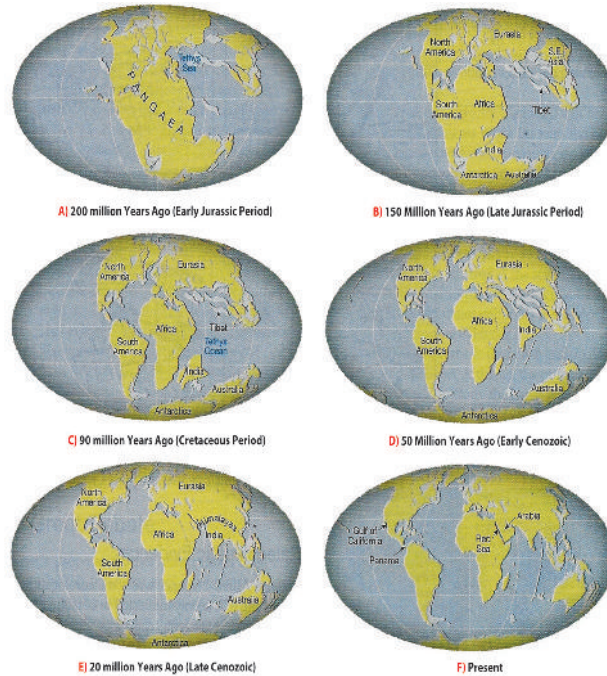 Tethys
Sea
PANGAEA
A) 200 million Years Ago (Early Jurassic Period)
Eurasia
North
America
S.E.
Asia
South
America
Africa
Tibet
India
Antarctica
Australia
B) 150 Million Years Ago (Late Jurassic Period)
North
America
Eurasia
Africa
South
America
Tibet
Tethys
Ocean
India
Australia
Antarctica
C) 90 million Years Ago (Cretaceous Period)
North
America
Eurasia
Africa
India
South
America
Australia
Antarctica
D) 50 Million Years Ago (Early Cenozoic)
North
America
Eurasia
Himalayas
Africa
India
South
America
Australia
Antarctica
E) 20 million Years Ago (Late Cenozoic)
Arabia
Gulf of
California
Red
Sea
Panama
F) Present